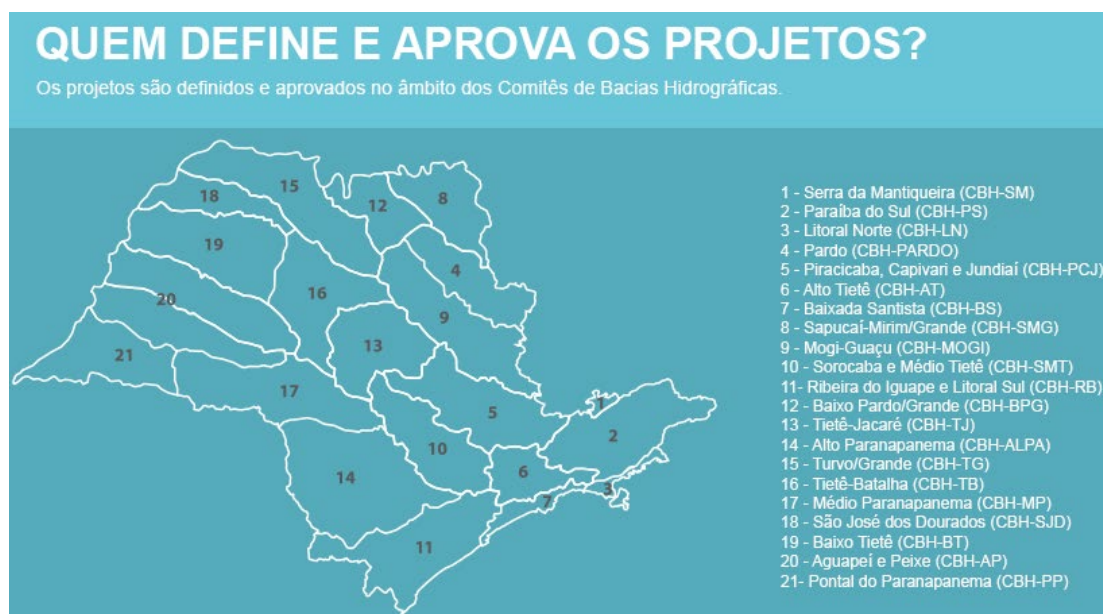 QUEM DEFINE E APROVA OS PROJETOS?
Os projetos são definidos e aprovados no âmbito dos Comitês de Bacias Hidrográficas.
15
18
12
8
19
4
16
20
9
13
21
17
1
5
2
10
6
14
3
7
11
1 - Serra da Mantiqueira (CBH-SM)
2 - Paraíba do Sul (CBH-PS)
3 - Litoral Norte (CBH-LN)
4 - Pardo (CBH-PARDO)
5 - Piracicaba, Capivari e Jundiaí (CBH-PCJ)
6 - Alto Tietê (CBH-AT)
7 - Baixada Santista (CBH-BS)
8 - Sapucaí-Mirim/Grande (CBH-SMG)
9 - Mogi-Guaçu (CBH-MOGI)
10 - Sorocaba e Médio Tietê (CBH-SMT)
11- Ribeira do Iguape e Litoral Sul (CBH-RB)
12 - Baixo Pardo/Grande (CBH-BPG)
13 - Tietê-Jacaré (CBH-TJ)
14 - Alto Paranapanema (CBH-ALPA)
15 - Turvo/Grande (CBH-TG)
16 - Tietê-Batalha (CBH-TB)
17 - Médio Paranapanema (CBH-MP)
18 - São José dos Dourados (CBH-SJD)
19 - Baixo Tietê (CBH-BT)
20 - Aguapeí e Peixe (CBH-AP)
21- Pontal do Paranapanema (CBH-PP)